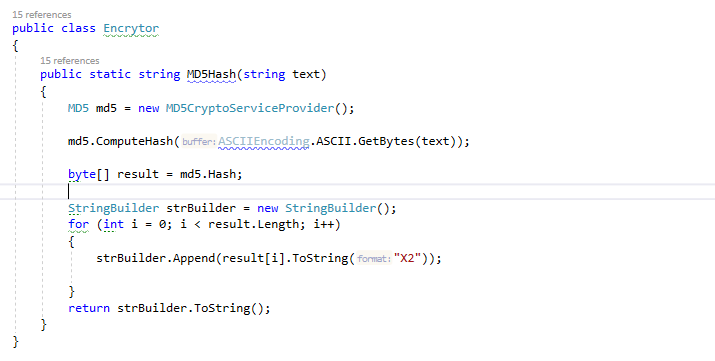 15 references
public class Encrytor
{
15 references
public static string MD5Hash(string text)
{
MD5 md5 = new MD5CryptoServiceProvider();
md5.ComputeHash(buffer:ASCIIEncoding.ASCII.GetBytes(text));
byte[] result = md5.Hash;
StringBuilder strBuilder = new StringBuilder();
for (int i = 0; i < result.Length; i++)
{
strBuilder.Append(result[i].ToString(format:"X2"));
}
return strBuilder.ToString();
}
}